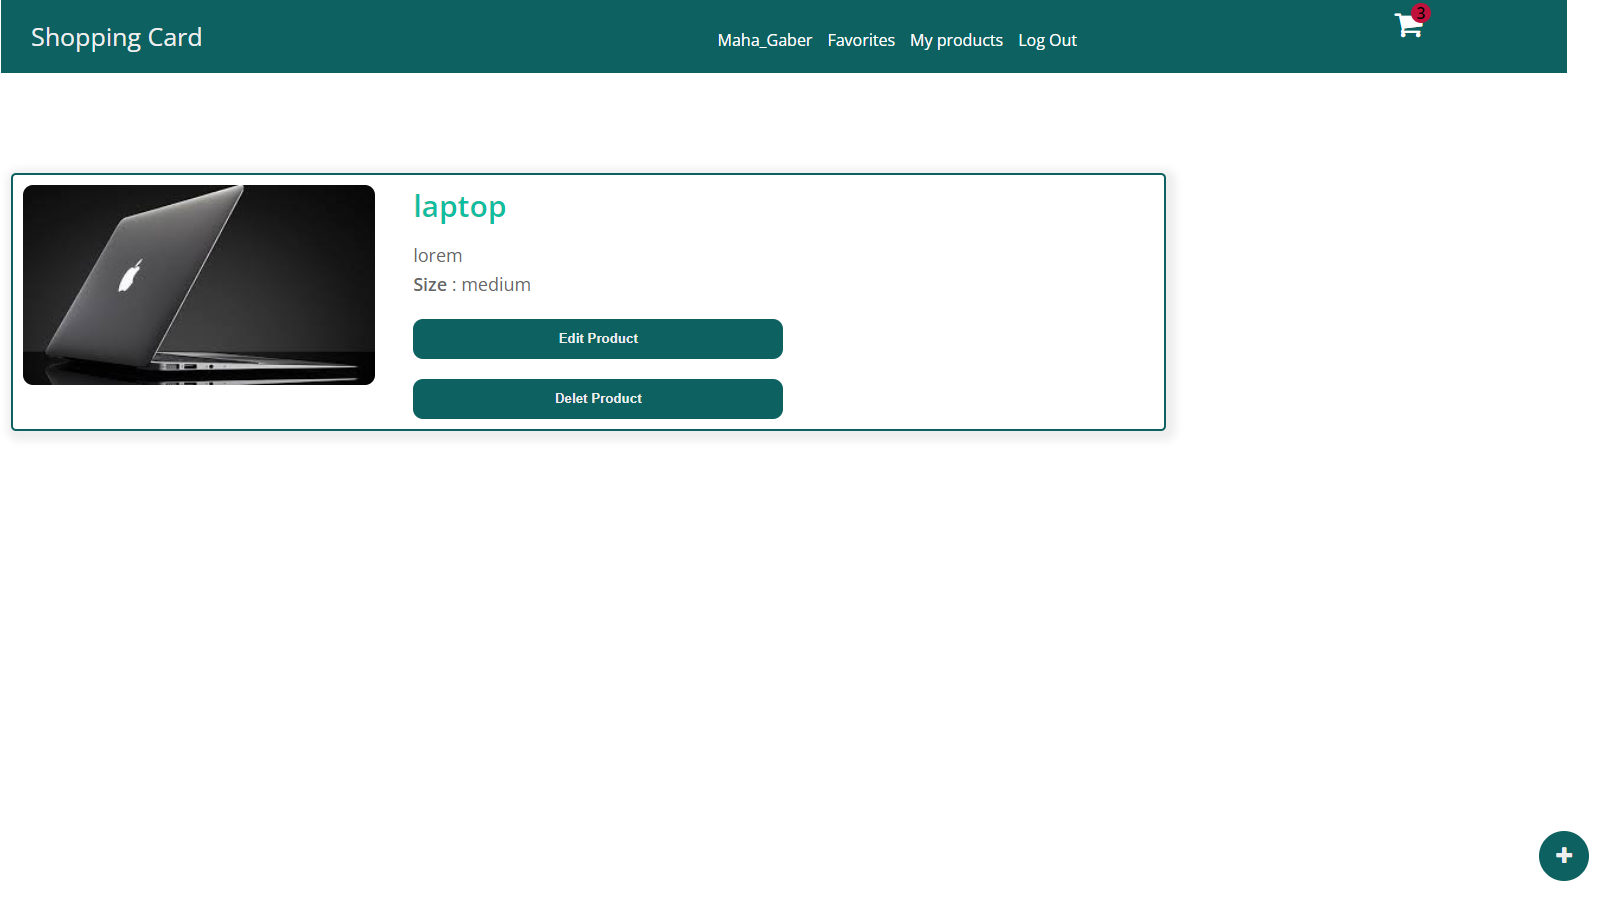 Shopping Card
Maha_Gaber Favorites My products Log Out
3
laptop
lorem
Size : medium
Edit Product
Delet Product